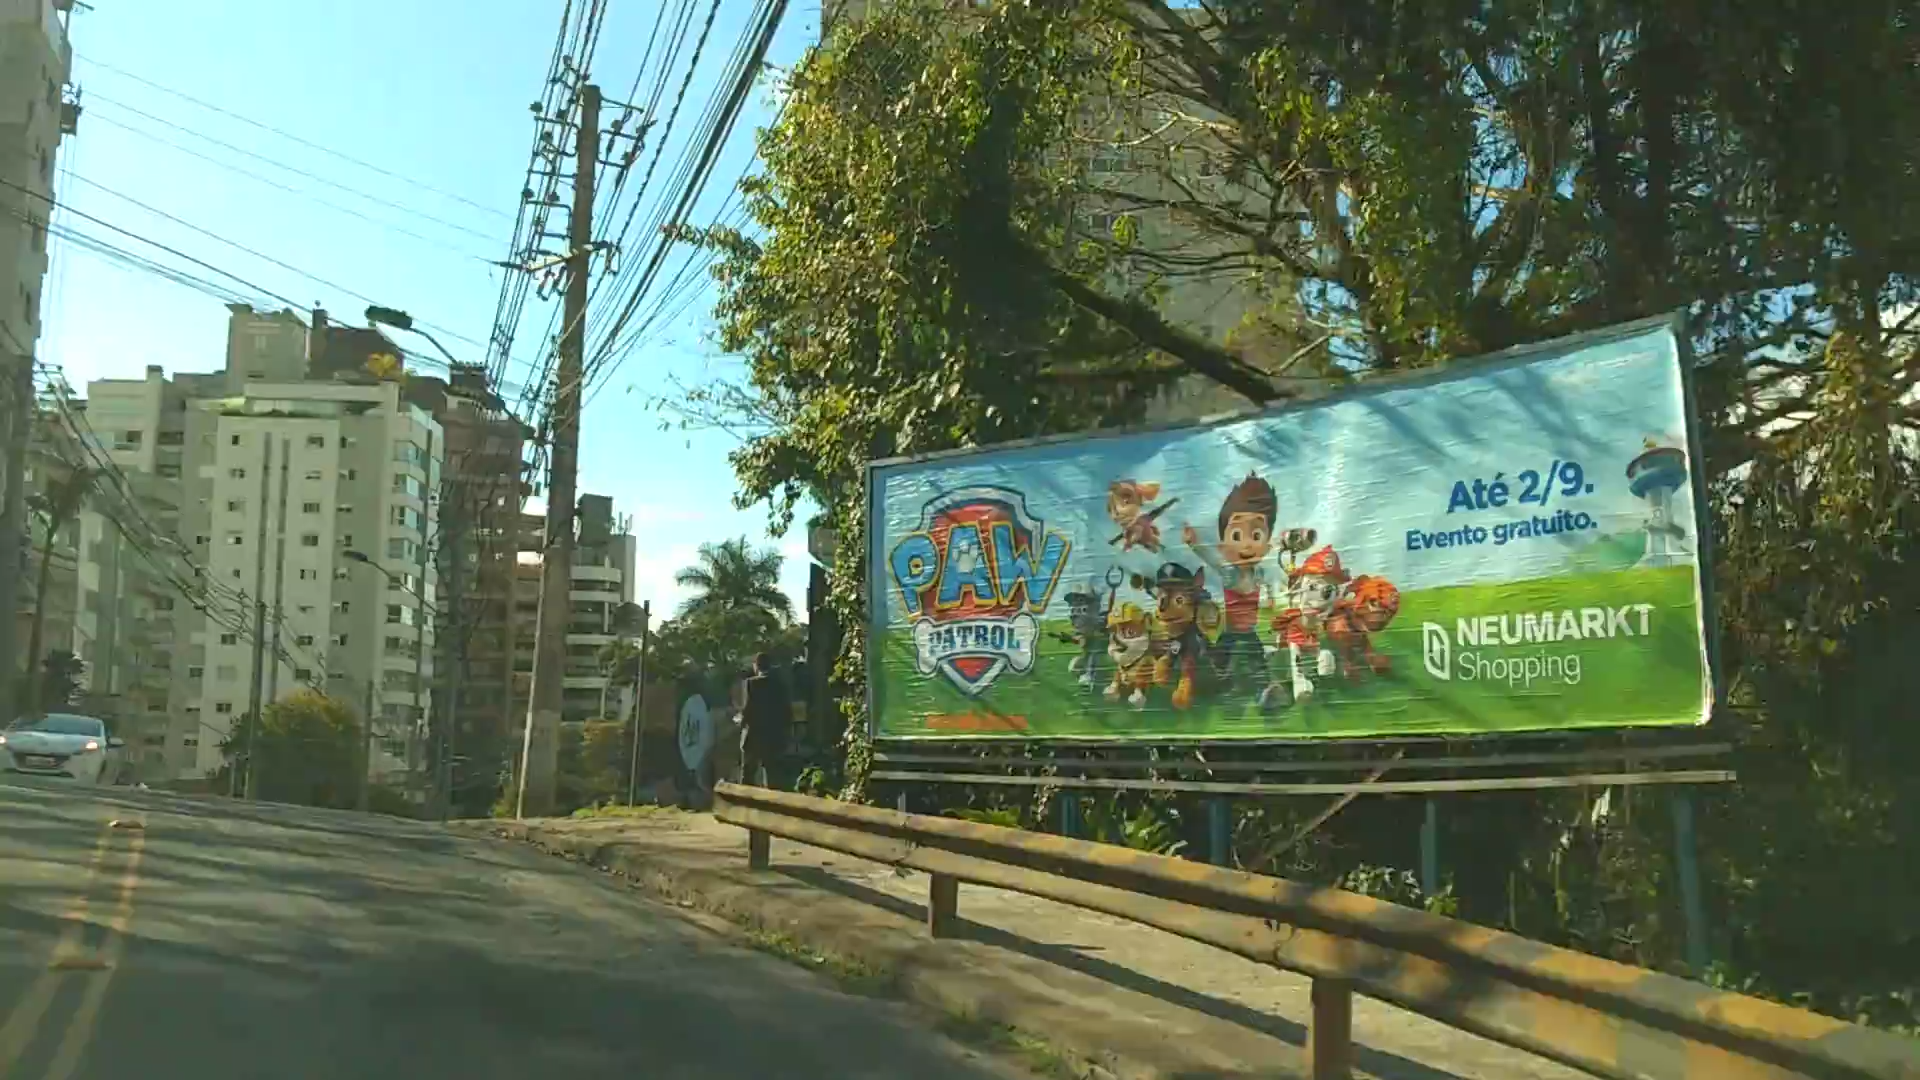 PAW
PATROL
Até 2/9.
Evento gratuito.
NEUMARKT
Shopping